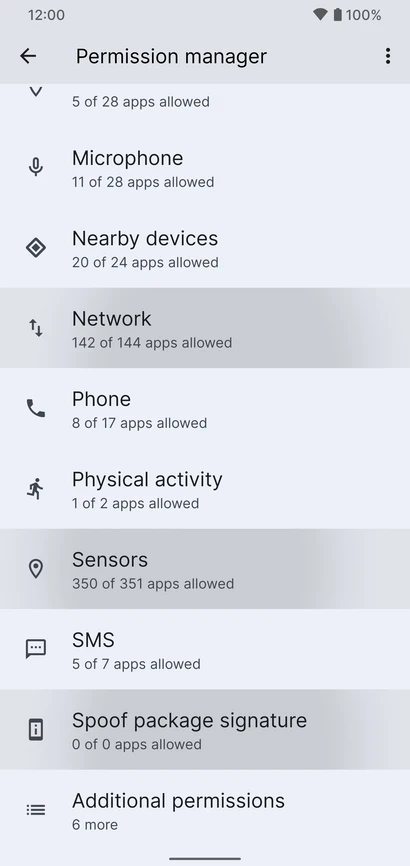 12:00
100%
Permission manager
5 of 28 apps allowed
Microphone
11 of 28 apps allowed
Nearby devices
20 of 24 apps allowed
Network
142 of 144 apps allowed
Phone
8 of 17 apps allowed
Physical activity
1 of 2 apps allowed
Sensors
350 of 351 apps allowed
SMS
5 of 7 apps allowed
Spoof package signature
0 of 0 apps allowed
Additional permissions
6 more